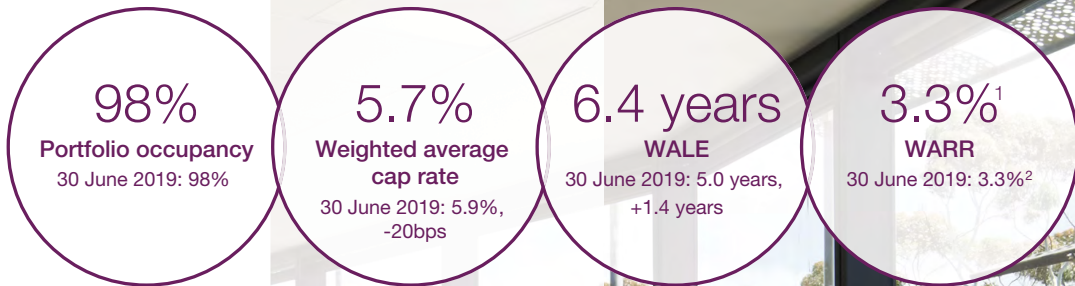 98%
Portfolio occupancy
30 June 2019: 98%
5.7%
Weighted average
cap rate
30 June 2019: 5.9%,
-20bps
6.4 years
WALE
30 June 2019: 5.0 years,
+1.4 years
3.3%1
WARR
30 June 2019: 3.3%2